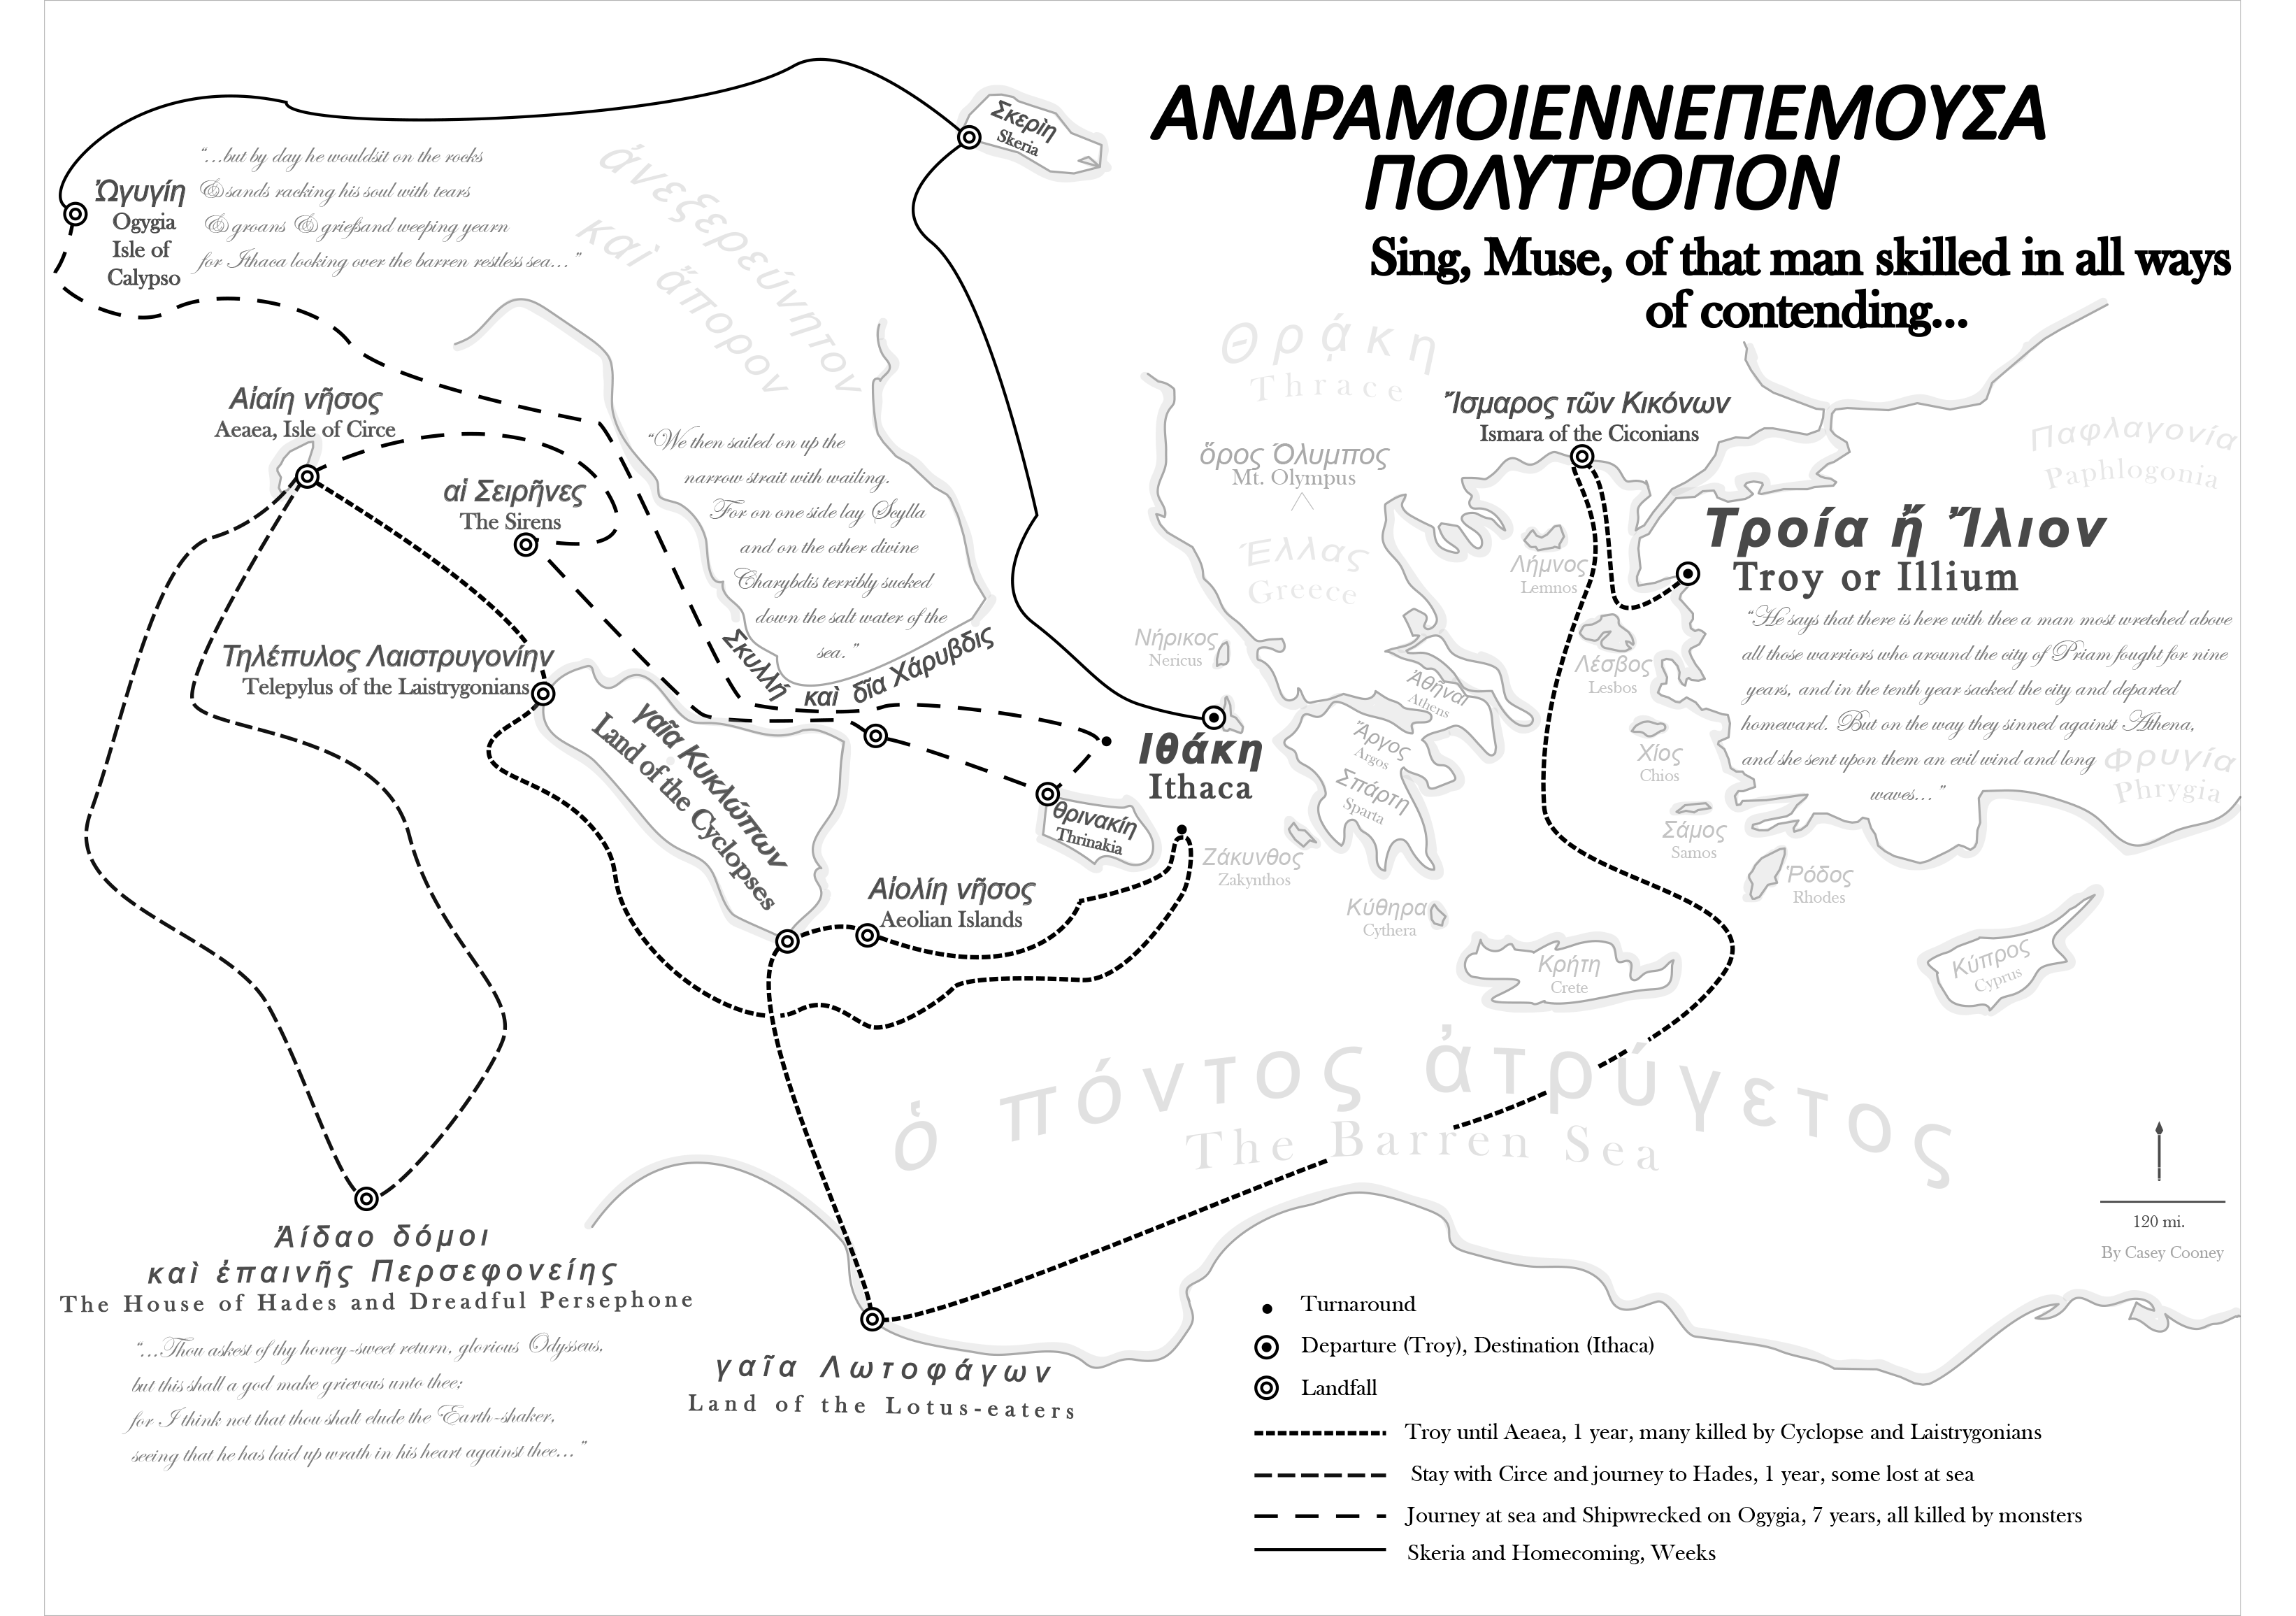 ΑΝΔΡΑΜΟΙΕΝΝΕΠΕΜΟΥΣΑ
ΠΟΛΥΤΡΟΠΟΝ
Sing, Muse, of that man skilled in all ways
of contending...
Σκερὶη
Skeria
Ὠγυγίη
Ogygia
Isle of
Calypso
"...but by day he wouldsit on the rocks
& sands racking his soul with tears
& groans & griefsand weeping yearn
for Ithaca looking over the barren restless sea..."
ἀνεξερεύνητον
καὶ ἄπορον
Θρᾴκη
Thrace
Αἰαίη νῆσος
Aeaea, Isle of Circe
αἱ Σειρῆνες
The Sirens
"We then sailed on up the
narrow strait with wailing.
For on one side lay Scylla
and on the other divine
Charybdis terribly sucked
down the salt water of the
sea."
Σκυλλή καὶ δῖα Χάρυβδις
ὄρος Όλυμπος
Mt. Olympus
Ἴσμαρος τῶν Κικόνων
Ismara of the Ciconians
Παφλαγονία
Paphlogonia
Τροία ἤ Ἴλιον
Troy or Illium
"He says that there is here with thee a man most wretched above
all those warriors who around the city of Priam fought for nine
years, and in the tenth year sacked the city and departed
homeward. But on the way they sinned against Athena,
and she sent upon them an evil wind and long
waves..."
Φρυγία
Phrygia
Έλλας
Greece
Λήμνος
Lemnos
Λέσβος
Lesbos
Νήρικος
Nericus
Ἀθῆναι
Athens
Ἄργος
Argos
Σπάρτη
Sparta
Χίος
Chios
Σάμος
Samos
Ῥόδος
Rhodes
Κύπρος
Cyprus
Τηλέπυλος Λαιστρυγονίην
Telepylus of the Laistrygonians
γαῖα Κυκλώπων
Land of the Cyclopses
Ιθάκη
Ithaca
θρινακίη
Thrinakia
Ζάκυνθος
Zakynthos
Κύθηρα
Cythera
Κρήτη
Crete
Αἰολίη νῆσος
Aeolian Islands
ὁ πόντος ἀτρύγετος
The Barren Sea
Ἀίδαο δόμοι
καὶ ἐπαινῆς Περσεφονείης
The House of Hades and Dreadful Persephone
"...Thou askest of thy honey-sweet return, glorious Odysseus,
but this shall a god make grievous unto thee;
for I think not that thou shalt elude the Earth-shaker,
seeing that he has laid up wrath in his heart against thee..."
γαῖα Λωτοφάγων
Land of the Lotus-eaters
120 mi.
By Casey Cooney
Turnaround
Departure (Troy), Destination (Ithaca)
Landfall
Troy until Aeaea, 1 year, many killed by Cyclopse and Laistrygonians
Stay with Circe and journey to Hades, 1 year, some lost at sea
Journey at sea and Shipwrecked on Ogygia, 7 years, all killed by monsters
Skeria and Homecoming, Weeks